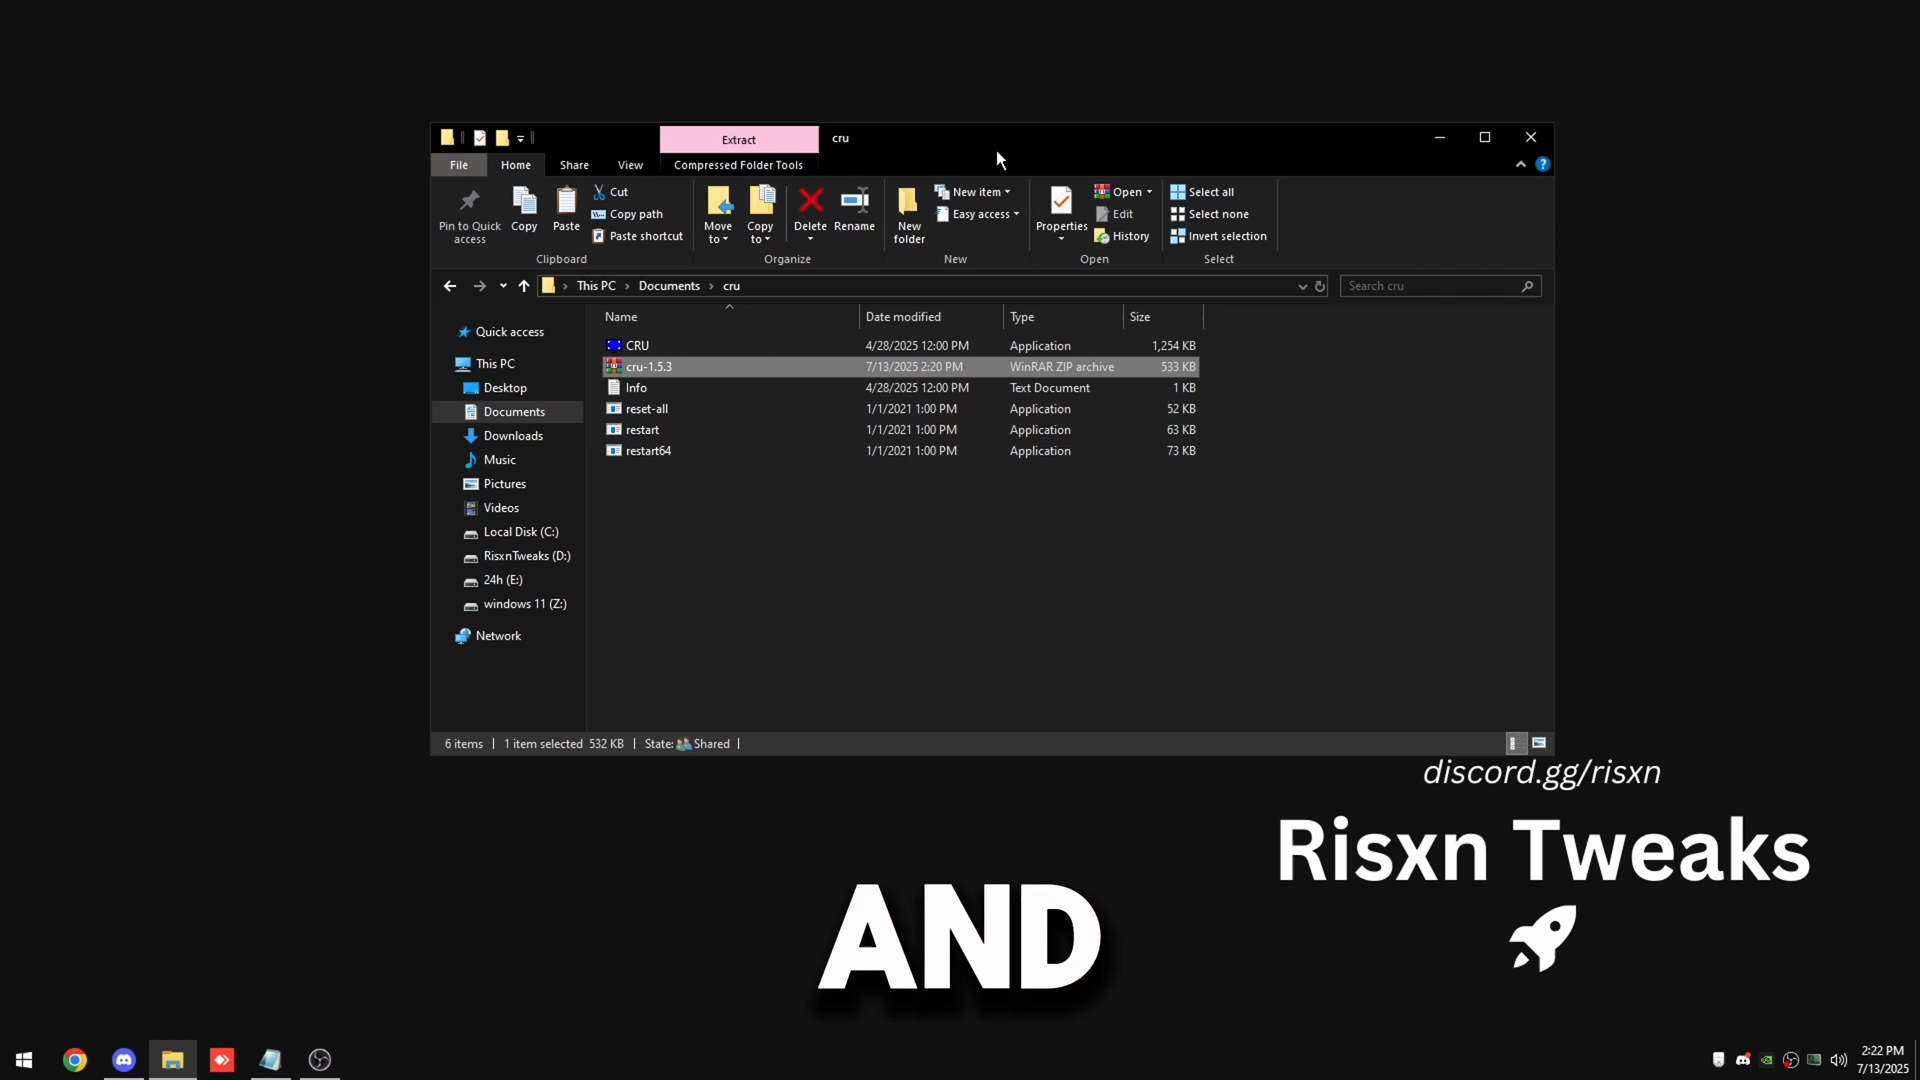 Extract
cru
File Home Share View Compressed Folder Tools
Pin to Quick access
Copy
Paste
Cut
Copy path
Paste shortcut
Move to
Copy to
Delete
Rename
New folder
New item
Easy access
Properties
Open
Edit
History
Select all
Select none
Invert selection
Clipboard Organize New Open Select
This PC › Documents › cru
Search cru
Name Date modified Type Size
CRU 4/28/2025 12:00 PM Application 1,254 KB
cru-1.5.3 7/13/2025 2:20 PM WinRAR ZIP archive 533 KB
Info 4/28/2025 12:00 PM Text Document 1 KB
reset-all 1/1/2021 1:00 PM Application 52 KB
restart 1/1/2021 1:00 PM Application 63 KB
restart64 1/1/2021 1:00 PM Application 73 KB
Quick access
This PC
Desktop
Documents
Downloads
Music
Pictures
Videos
Local Disk (C:)
RisxnTweaks (D:)
24h (E:)
windows 11 (Z:)
Network
6 items | 1 item selected 532 KB | State: Shared |
discord.gg/risxn
Risxn Tweaks
AND
2:22 PM
7/13/2025